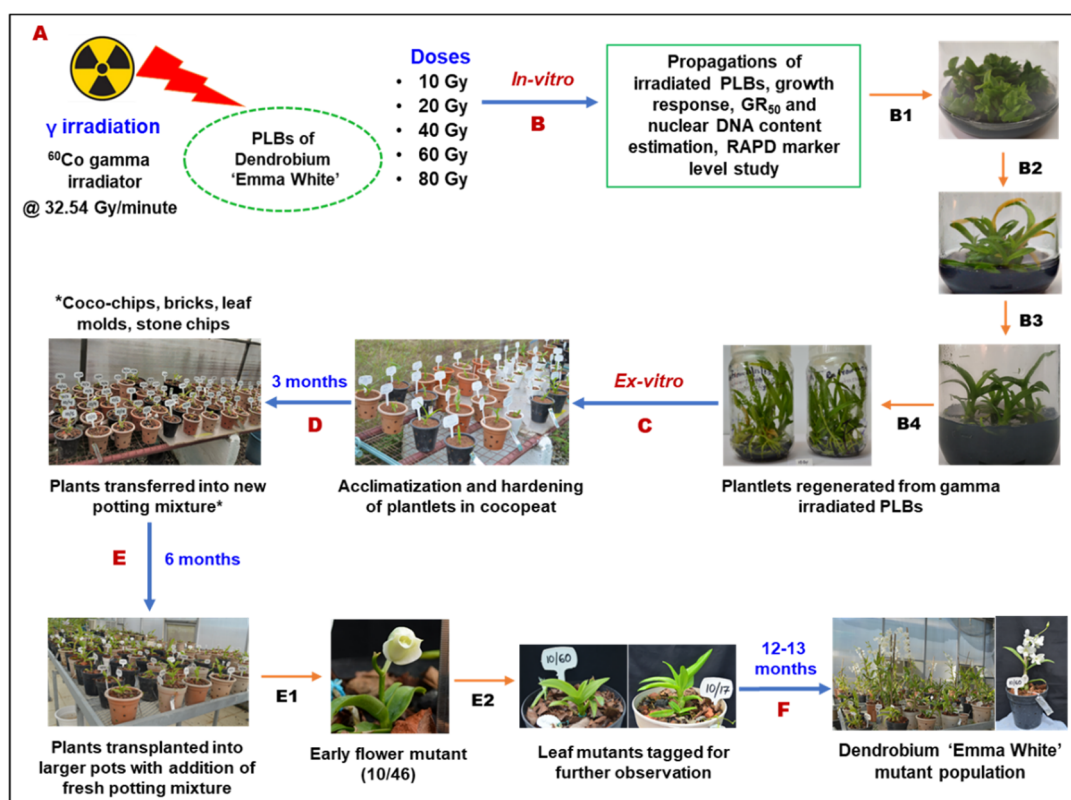 A
γ irradiation
⁶⁰Co gamma
irradiator
@ 32.54 Gy/minute
PLBs of
Dendrobium
‘Emma White’
Doses
• 10 Gy
• 20 Gy
• 40 Gy
• 60 Gy
• 80 Gy
In-vitro
B
Propagations of
irradiated PLBs, growth
response, GR₅₀ and
nuclear DNA content
estimation, RAPD marker
level study
B1
B2
B3
B4
Plantlets regenerated from gamma
irradiated PLBs
Ex-vitro
C
Acclimatization and hardening
of plantlets in cocopeat
3 months
D
*Coco-chips, bricks, leaf
molds, stone chips
Plants transferred into new
potting mixture*
E
6 months
Plants transplanted into
larger pots with addition of
fresh potting mixture
E1
Early flower mutant
(10/46)
E2
10/60
10/17
Leaf mutants tagged for
further observation
12-13
months
F
Dendrobium ‘Emma White’
mutant population